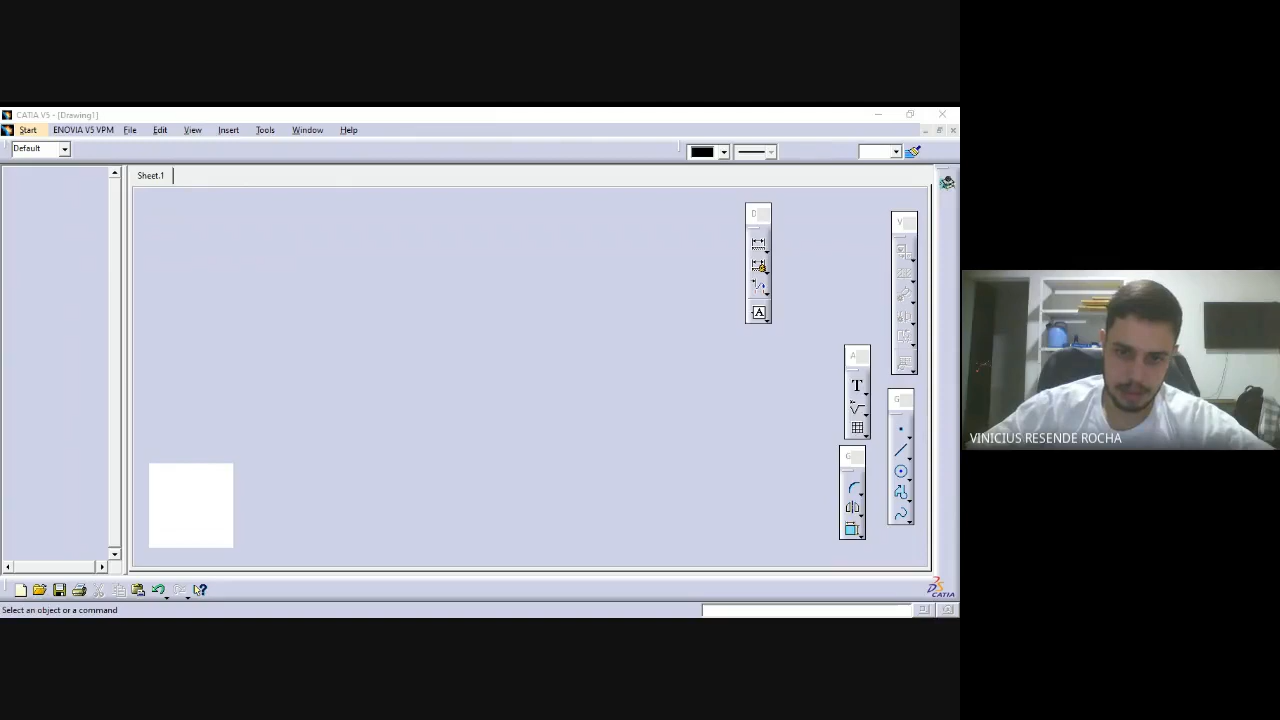 CATIA V5 - [Drawing1]
Start ENOVIA V5 VPM File Edit View Insert Tools Window Help
Default
Sheet.1
D
V
A
T
A
G
C
VINICIUS RESENDE ROCHA
CATIA
Select an object or a command